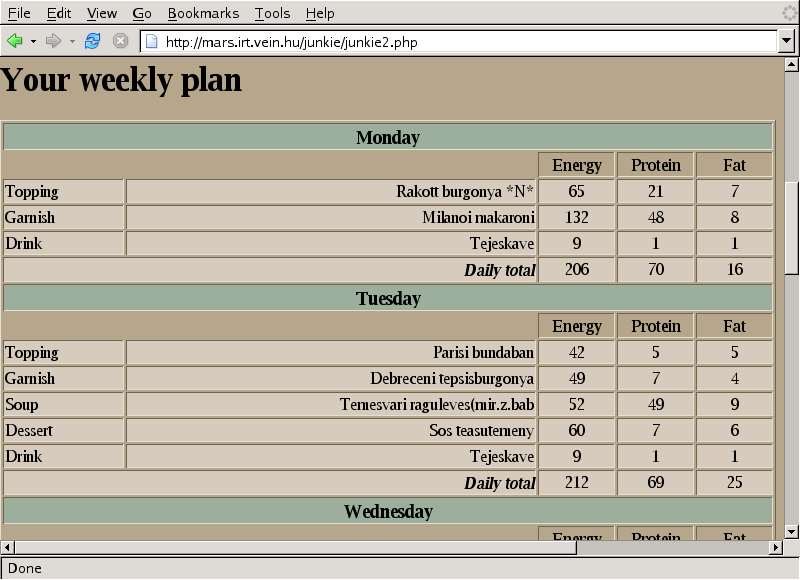 File Edit View Go Bookmarks Tools Help
http://mars.irt.vein.hu/junkie/junkie2.php
Your weekly plan
Monday
Energy Protein Fat
Topping Rakott burgonya *N* 65 21 7
Garnish Milanoi makaroni 132 48 8
Drink Tejeskave 9 1 1
Daily total 206 70 16
Tuesday
Energy Protein Fat
Topping Parisi bundaban 42 5 5
Garnish Debreceni tepsisburgonya 49 7 4
Soup Temesvari raguleves(mir.z.bab 52 49 9
Dessert Sos teasutemeny 60 7 6
Drink Tejeskave 9 1 1
Daily total 212 69 25
Wednesday
Energy Protein Fat
Done